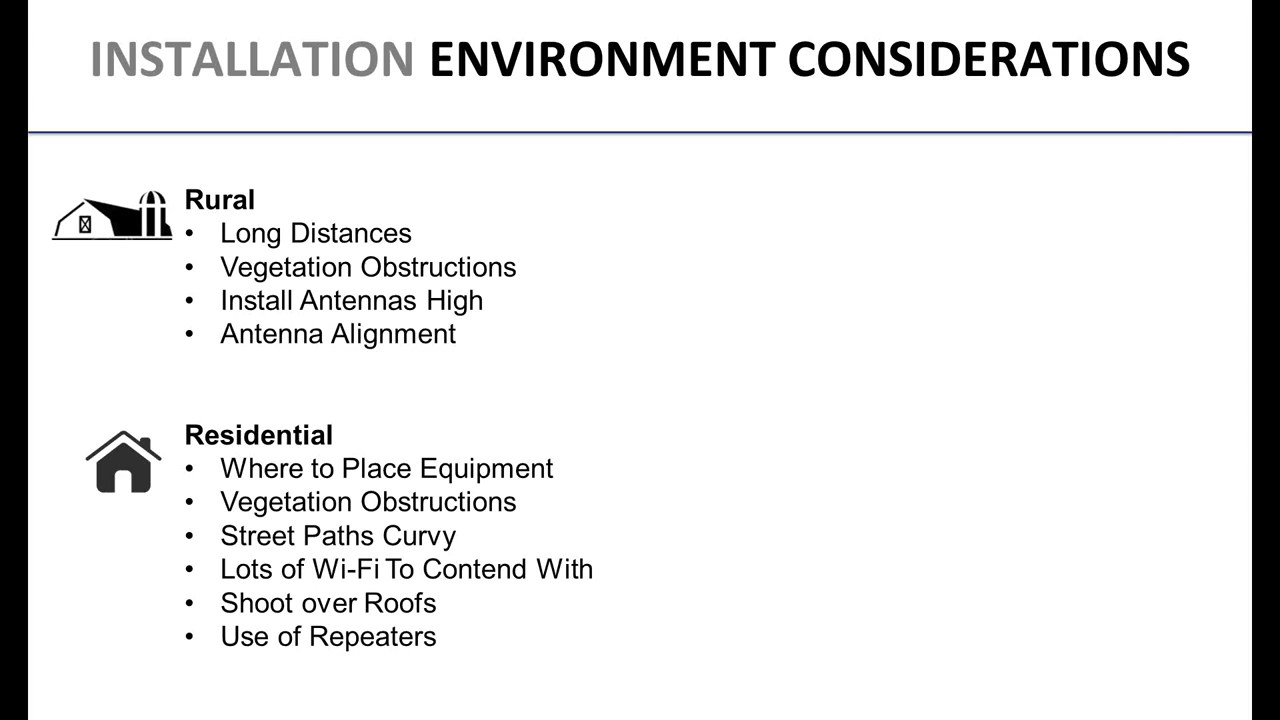 INSTALLATION ENVIRONMENT CONSIDERATIONS
Rural
• Long Distances
• Vegetation Obstructions
• Install Antennas High
• Antenna Alignment
Residential
• Where to Place Equipment
• Vegetation Obstructions
• Street Paths Curvy
• Lots of Wi-Fi To Contend With
• Shoot over Roofs
• Use of Repeaters